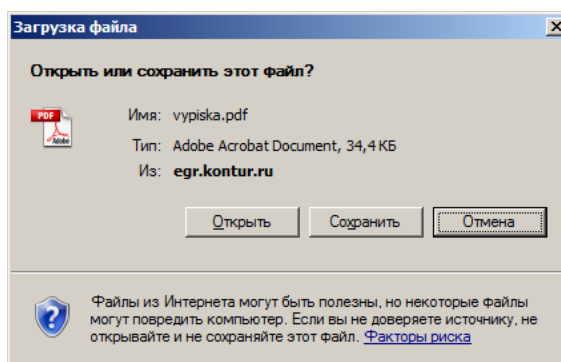 Загрузка файла
Открыть или сохранить этот файл?
PDF
Adobe
Имя: vypiska.pdf
Тип: Adobe Acrobat Document, 34,4 КБ
Из: egr.kontur.ru
Открыть Сохранить Отмена
Файлы из Интернета могут быть полезны, но некоторые файлы
могут повредить компьютер. Если вы не доверяете источнику, не
открывайте и не сохраняйте этот файл. Факторы риска